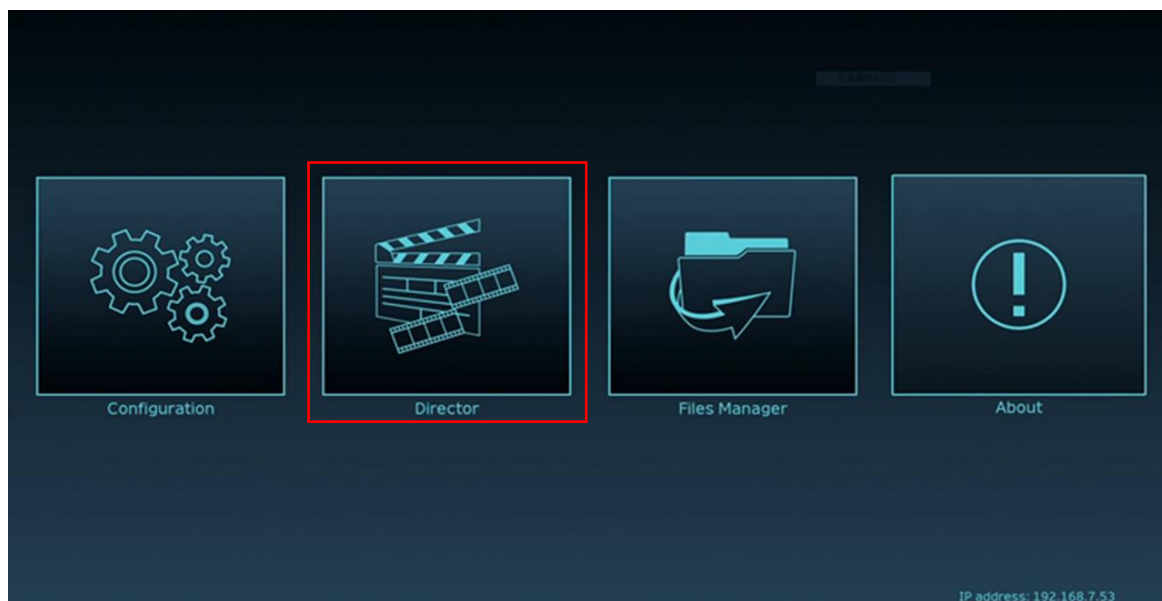 Configuration
Director
Files Manager
About
IP address: 192.168.7.53